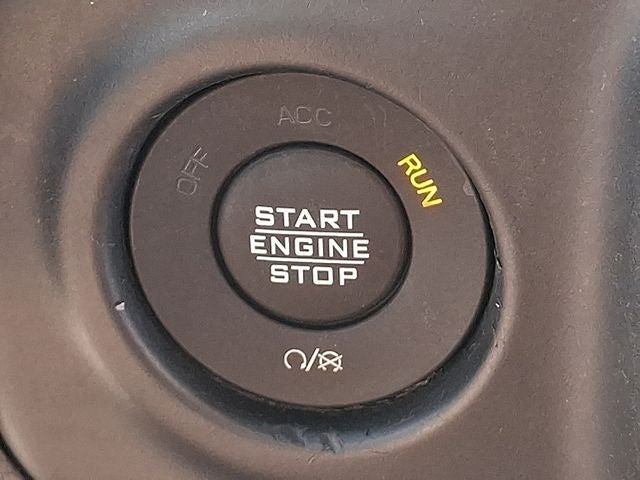 ACC
OFF
RUN
START
ENGINE
STOP